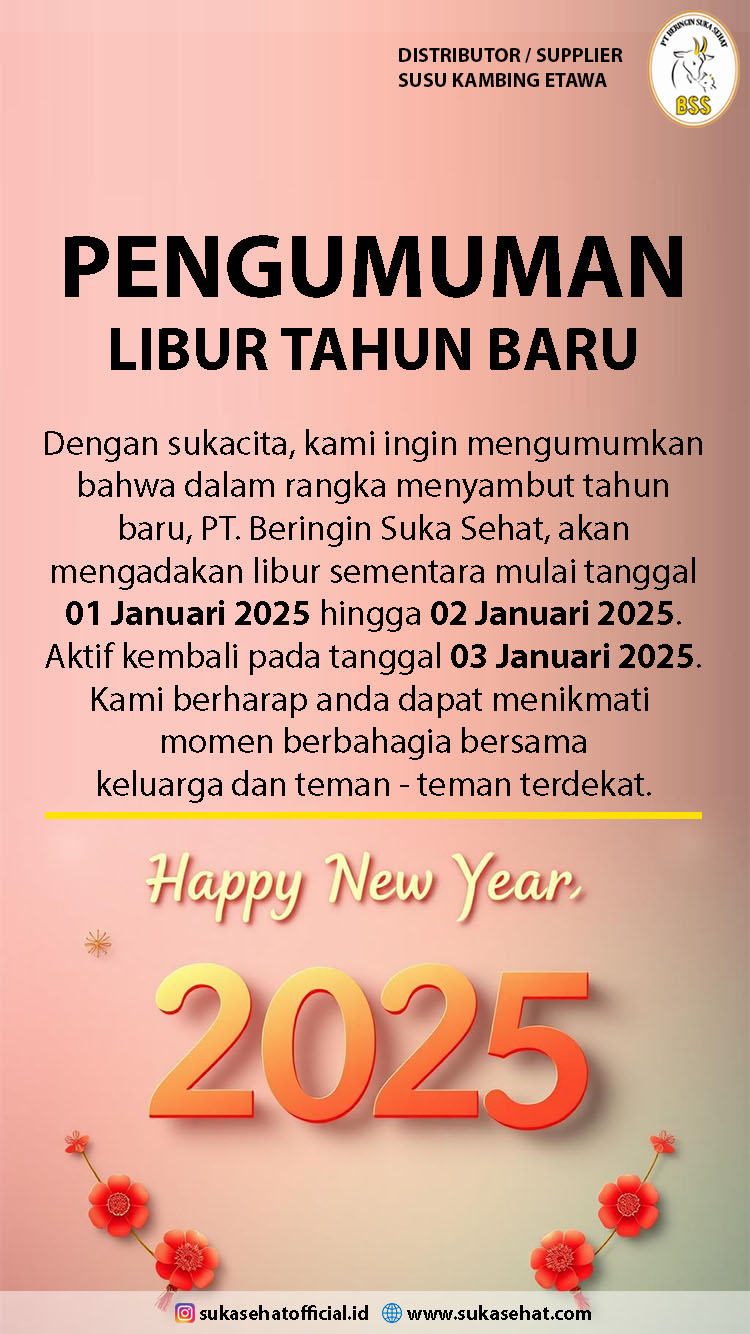 DISTRIBUTOR / SUPPLIER
SUSU KAMBING ETAWA
PT BERINGIN SUKA SEHAT
BSS
PENGUMUMAN
LIBUR TAHUN BARU
Dengan sukacita, kami ingin mengumumkan
bahwa dalam rangka menyambut tahun
baru, PT. Beringin Suka Sehat, akan
mengadakan libur sementara mulai tanggal
01 Januari 2025 hingga 02 Januari 2025.
Aktif kembali pada tanggal 03 Januari 2025.
Kami berharap anda dapat menikmati
momen berbahagia bersama
keluarga dan teman - teman terdekat.
Happy New Year,
2025
sukasehatofficial.id www.sukasehat.com